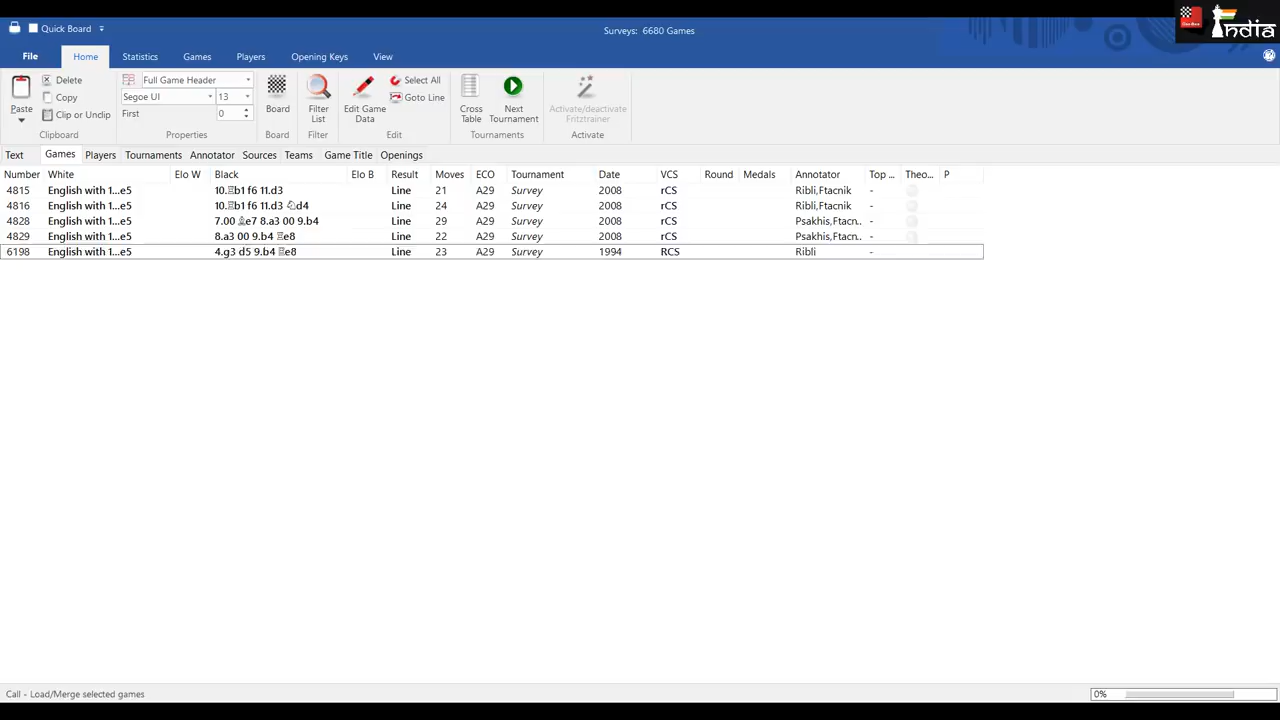 Quick Board
Surveys: 6680 Games
ChessBase
India
File Home Statistics Games Players Opening Keys View
Paste
Delete
Copy
Clip or Undip
Clipboard
Full Game Header
Segoe UI 13
First 0
Properties
Board
Board
Filter List
Filter
Edit Game Data
Select All
Goto Line
Edit
Cross Table
Next Tournament
Tournaments
Activate/deactivate Fritztrainer
Activate
Text Games Players Tournaments Annotator Sources Teams Game Title Openings
Number White Elo W Black Elo B Result Moves ECO Tournament Date VCS Round Medals Annotator Top ... Theo... P
4815 English with 1...e5 10.♖b1 f6 11.d3 Line 21 A29 Survey 2008 rCS Ribli,Ftacnik -
4816 English with 1...e5 10.♖b1 f6 11.d3 ♘d4 Line 24 A29 Survey 2008 rCS Ribli,Ftacnik -
4828 English with 1...e5 7.00 ♗e7 8.a3 00 9.b4 Line 29 A29 Survey 2008 rCS Psakhis,Ftacn.. -
4829 English with 1...e5 8.a3 00 9.b4 ♖e8 Line 22 A29 Survey 2008 rCS Psakhis,Ftacn.. -
6198 English with 1...e5 4.g3 d5 9.b4 ♖e8 Line 23 A29 Survey 1994 RCS Ribli -
Call - Load/Merge selected games
0%